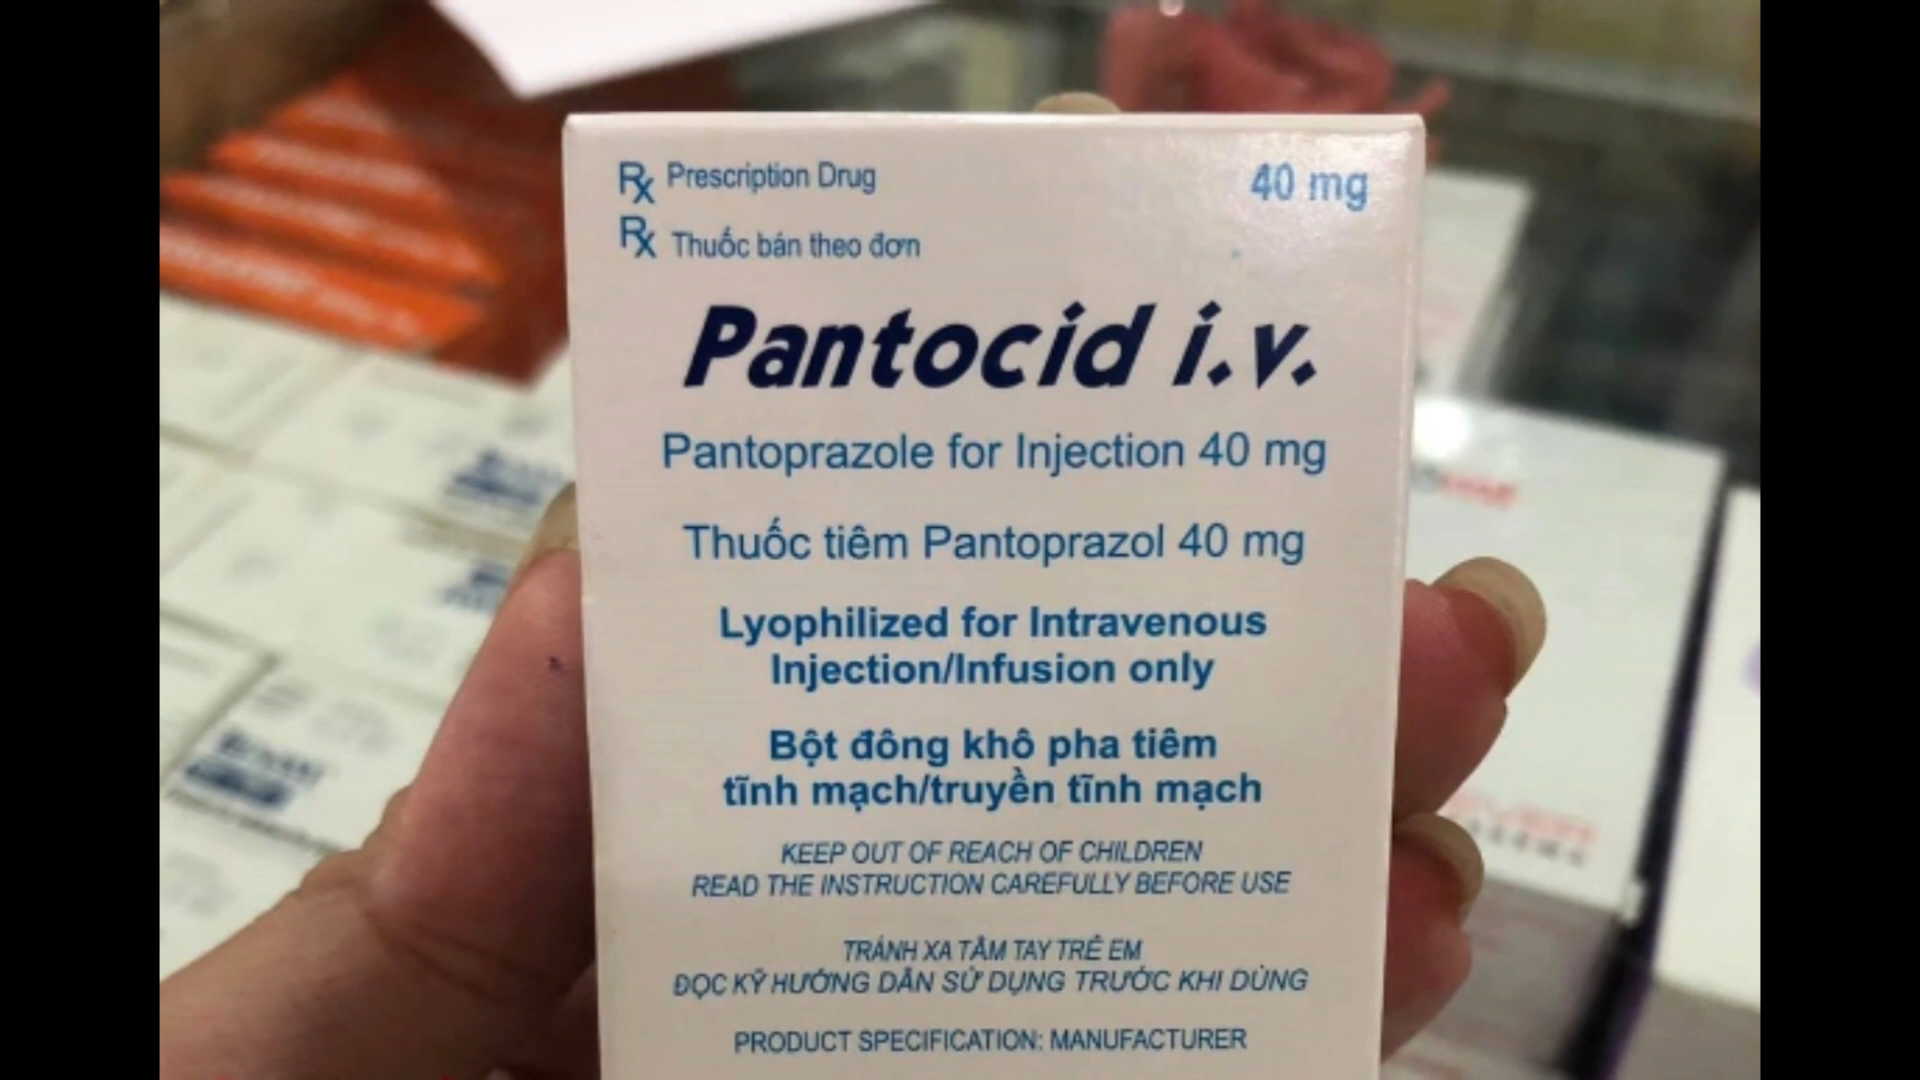 Rx Prescription Drug
40 mg
Rx Thuốc bán theo đơn
Pantocid i.v.
Pantoprazole for Injection 40 mg
Thuốc tiêm Pantoprazol 40 mg
Lyophilized for Intravenous
Injection/Infusion only
Bột đông khô pha tiêm
tĩnh mạch/truyền tĩnh mạch
KEEP OUT OF REACH OF CHILDREN
READ THE INSTRUCTION CAREFULLY BEFORE USE
TRÁNH XA TẦM TAY TRẺ EM
ĐỌC KỸ HƯỚNG DẪN SỬ DỤNG TRƯỚC KHI DÙNG
PRODUCT SPECIFICATION: MANUFACTURER